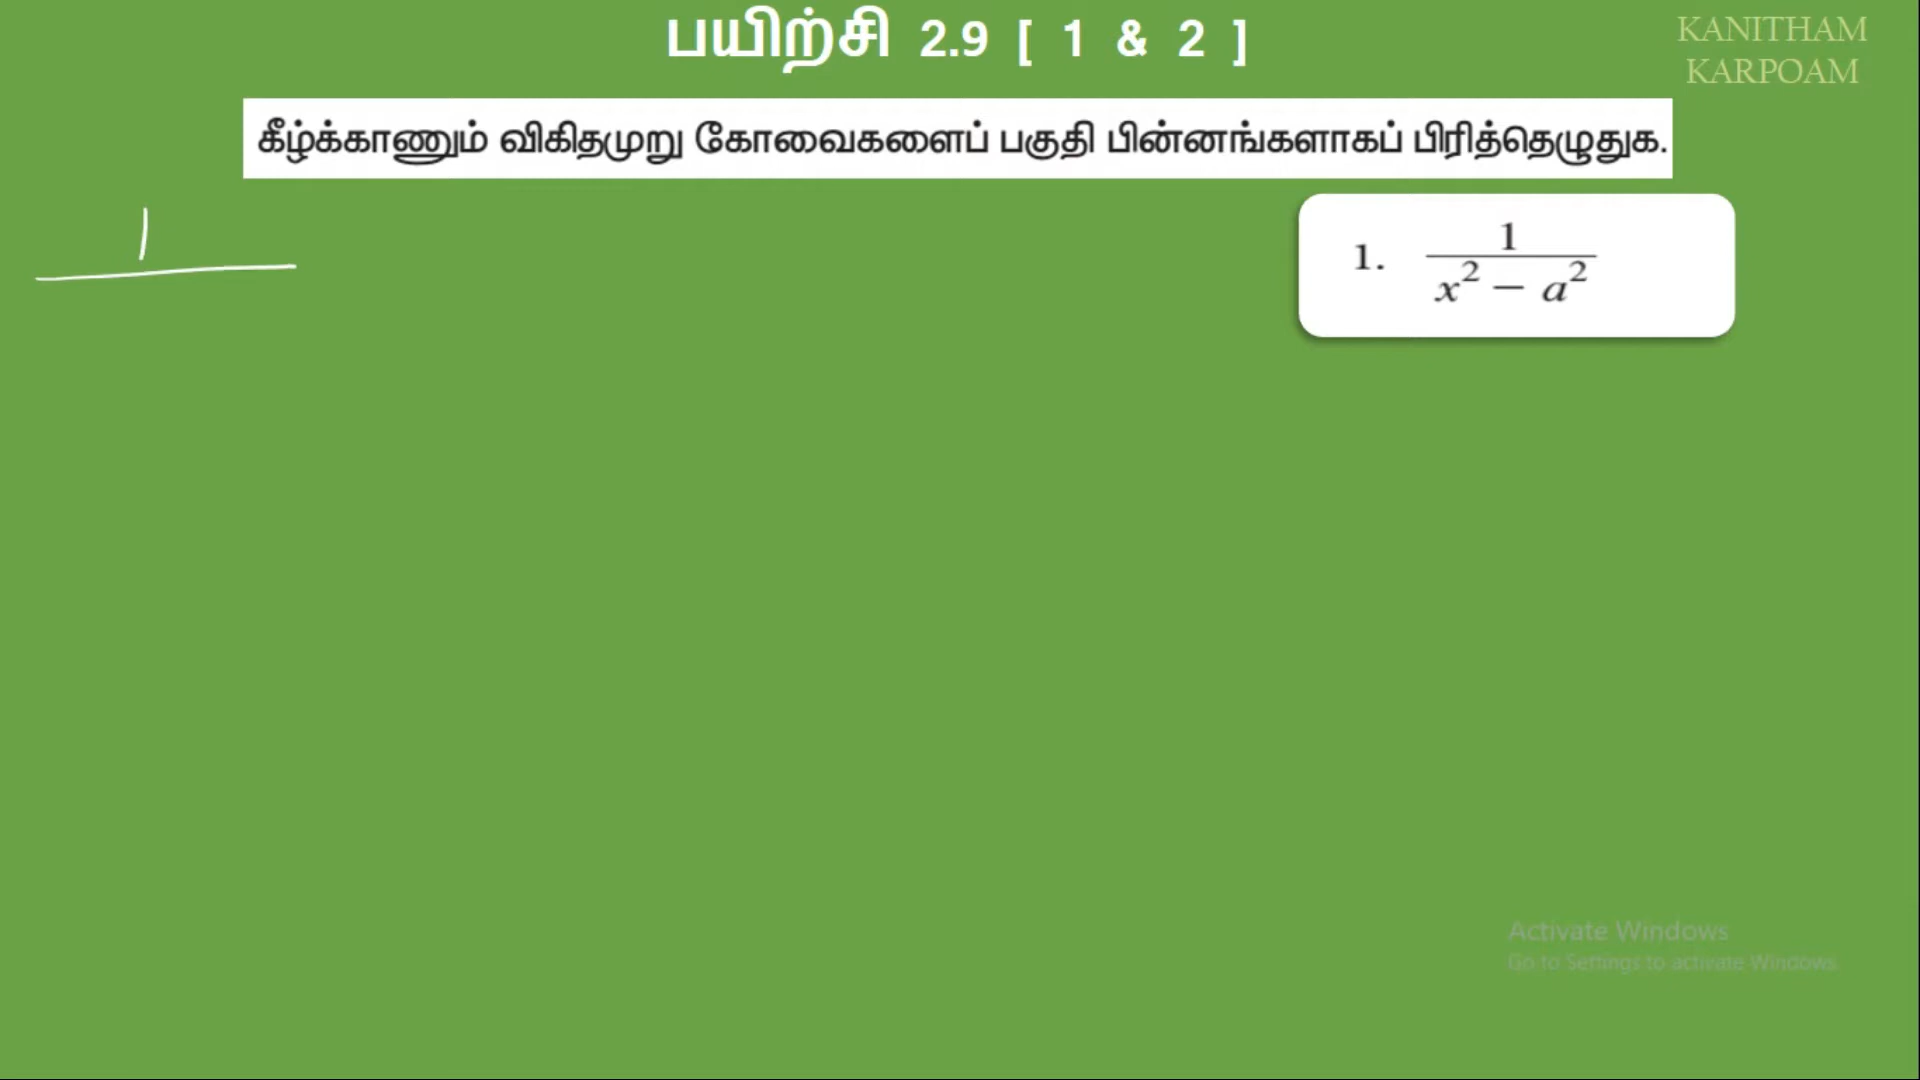 பயிற்சி 2.9 [ 1 & 2 ]
KANITHAM
KARPOAM
கீழ்க்காணும் விகிதமுறு கோவைகளைப் பகுதி பின்னங்களாகப் பிரித்தெழுதுக.
1
1. 1 / (x² − a²)
Activate Windows
Go to Settings to activate Windows.